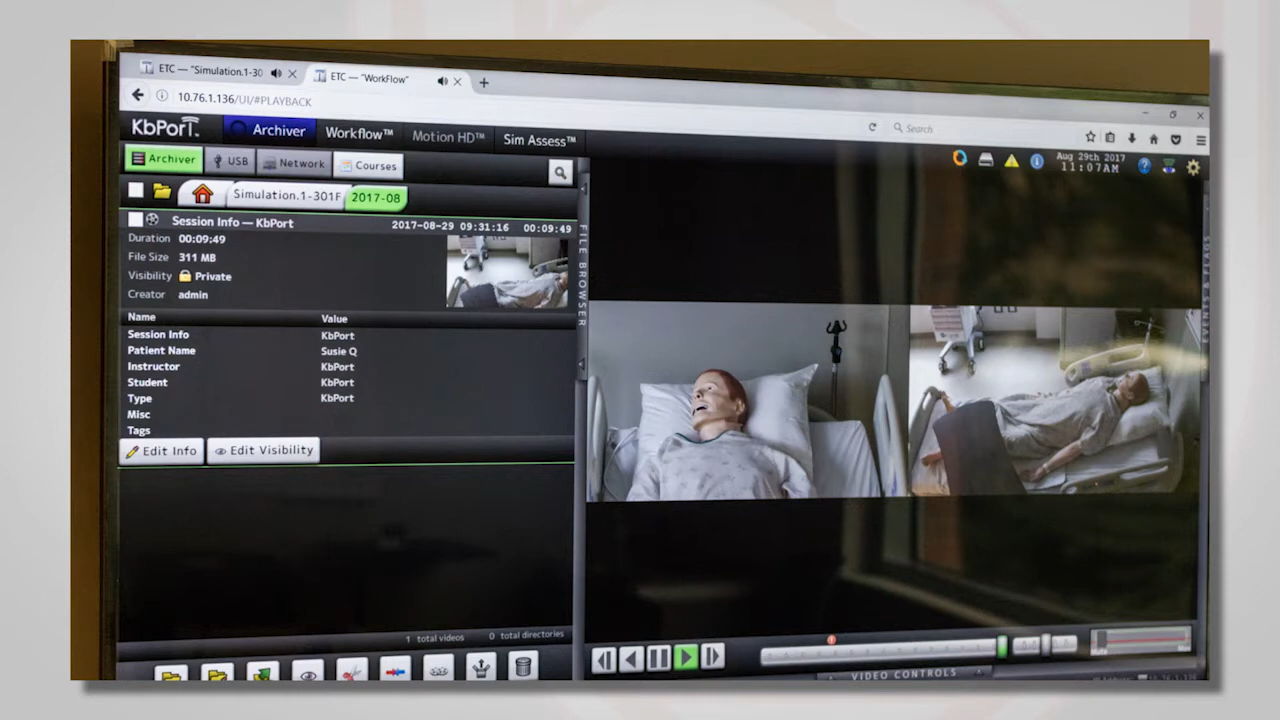 ETC — "Simulation.1-30
ETC — "WorkFlow"
10.76.1.136/UI/#PLAYBACK
Search
KbPort™
Archiver
Workflow™
Motion HD™
Sim Assess™
Archiver
USB
Network
Courses
Aug 29th 2017
11:07AM
Simulation.1-301F
2017-08
Session Info — KbPort
2017-08-29 09:31:16
00:09:49
Duration 00:09:49
File Size 311 MB
Visibility Private
Creator admin
Name Value
Session Info KbPort
Patient Name Susie Q
Instructor KbPort
Student KbPort
Type KbPort
Misc
Tags
Edit Info
Edit Visibility
FILE BROWSER
EVENTS & FLAGS
1 total videos 0 total directories
VIDEO CONTROLS